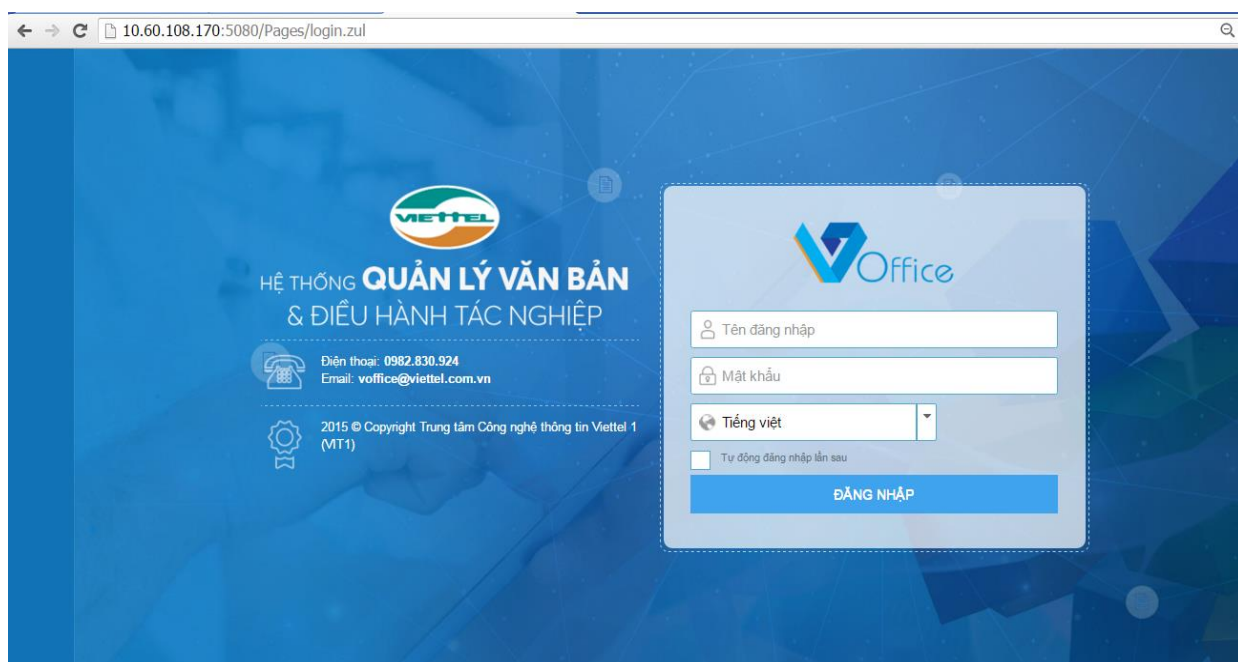 10.60.108.170:5080/Pages/login.zul
VIETTEL
HỆ THỐNG QUẢN LÝ VĂN BẢN
& ĐIỀU HÀNH TÁC NGHIỆP
Điện thoại: 0982.830.924
Email: voffice@viettel.com.vn
2015 © Copyright Trung tâm Công nghệ thông tin Viettel 1
(VIT1)
VOffice
Tên đăng nhập
Mật khẩu
Tiếng việt
Tự động đăng nhập lần sau
ĐĂNG NHẬP